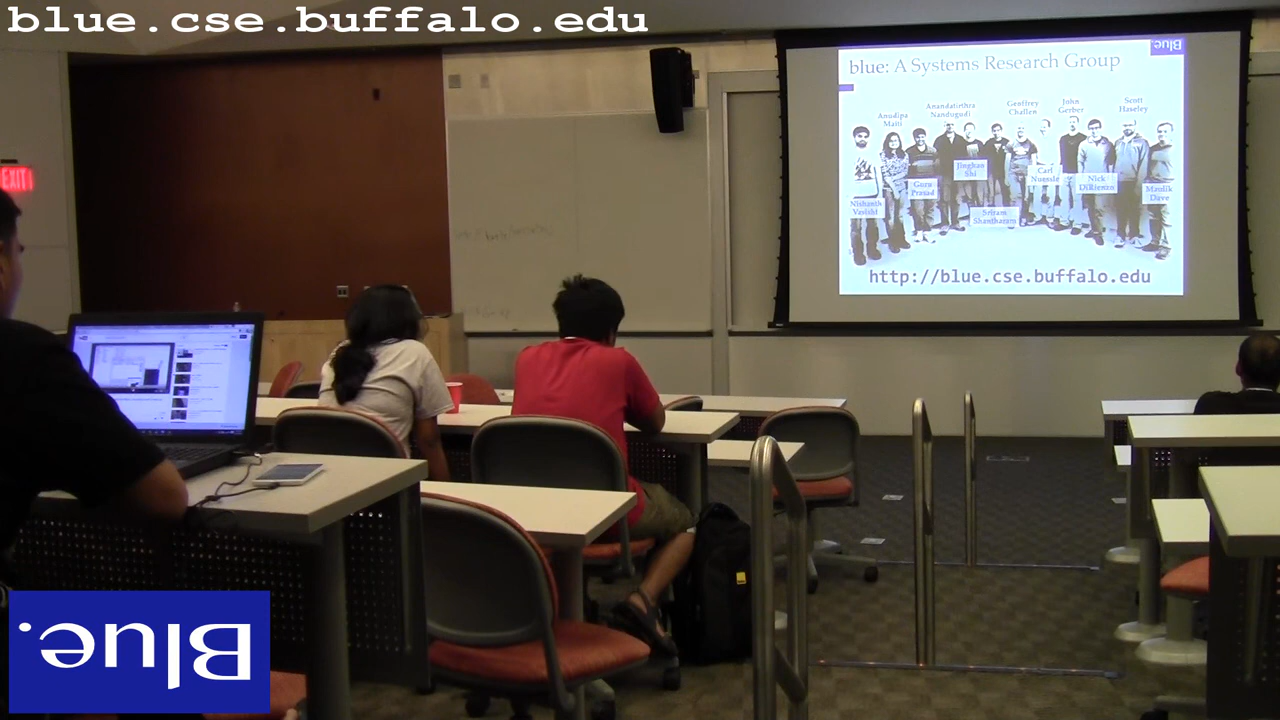 blue.cse.buffalo.edu
Blue.
blue: A Systems Research Group
Anudipa
Maiti
Anandatirtha
Nandugudi
Geoffrey
Challen
John
Gerber
Scott
Haseley
Jinghao
Shi
Guru
Prasad
Carl
Nuessle
Nick
DiRienzo
Maulik
Dave
Nishanth
Vasisht
Sriram
Shantharam
http://blue.cse.buffalo.edu
EXIT
Blue.